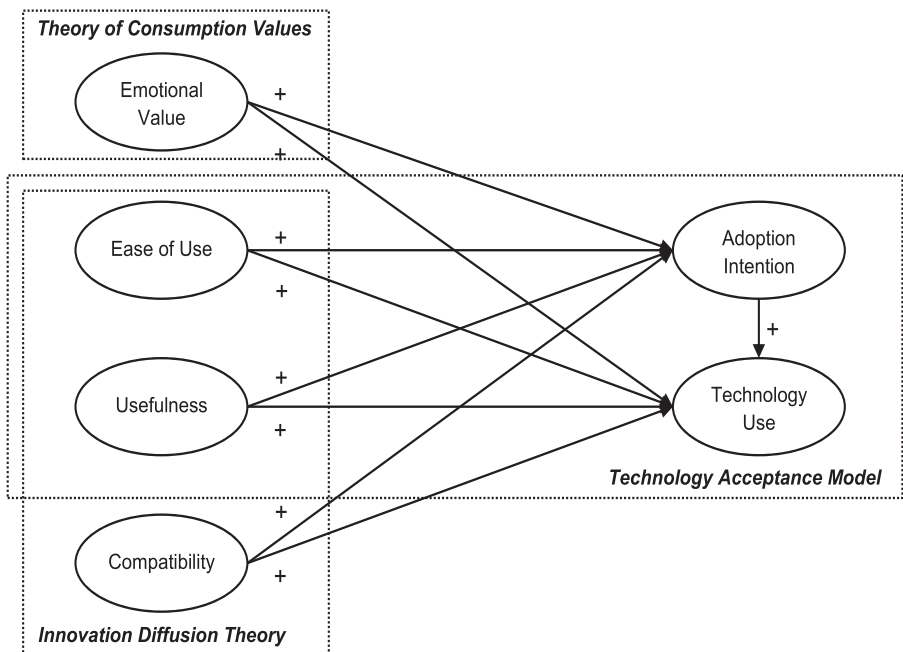 Theory of Consumption Values
Emotional
Value
+
+
Ease of Use
+
+
Adoption
Intention
+
Usefulness
+
+
Technology
Use
Technology Acceptance Model
+
Compatibility
+
Innovation Diffusion Theory